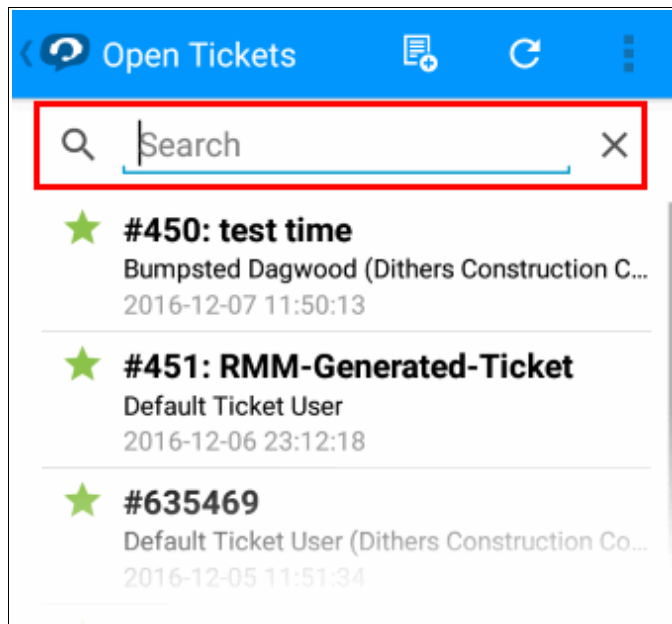 Open Tickets
Search
#450: test time
Bumpsted Dagwood (Dithers Construction C...
2016-12-07 11:50:13
#451: RMM-Generated-Ticket
Default Ticket User
2016-12-06 23:12:18
#635469
Default Ticket User (Dithers Construction Co...
2016-12-05 11:51:34